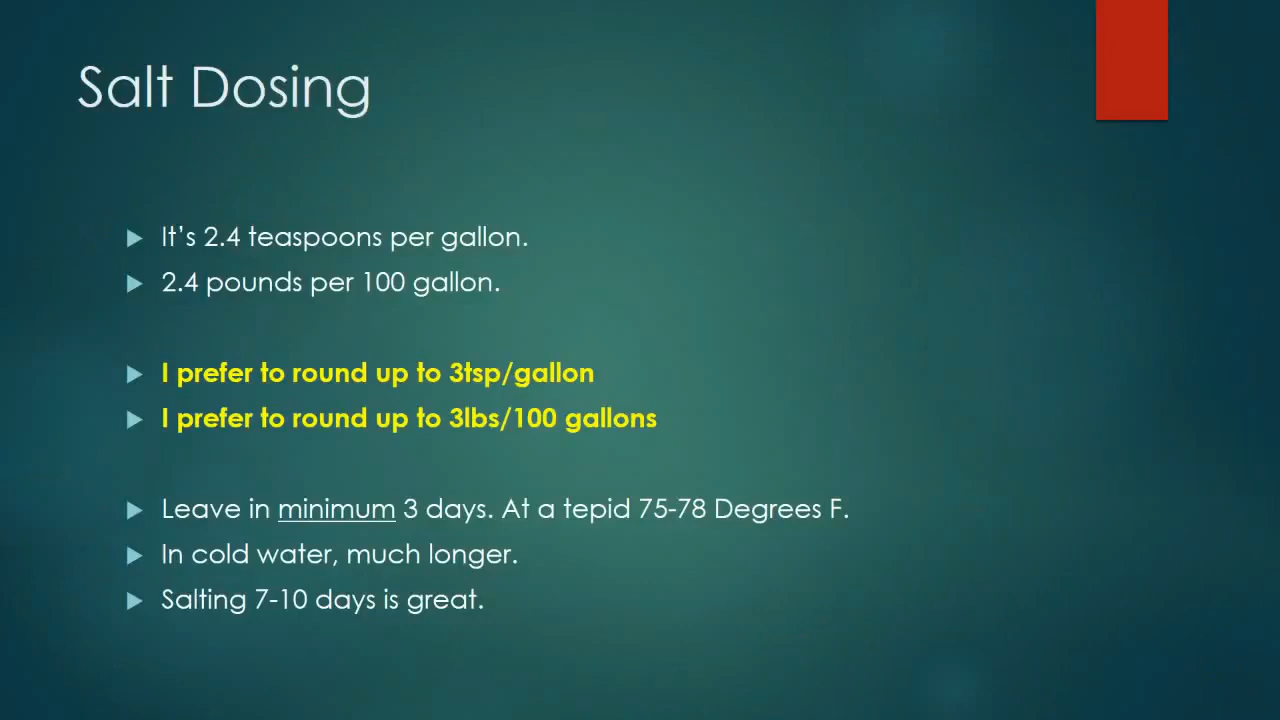 Salt Dosing
It’s 2.4 teaspoons per gallon.
2.4 pounds per 100 gallon.
I prefer to round up to 3tsp/gallon
I prefer to round up to 3lbs/100 gallons
Leave in minimum 3 days. At a tepid 75-78 Degrees F.
In cold water, much longer.
Salting 7-10 days is great.